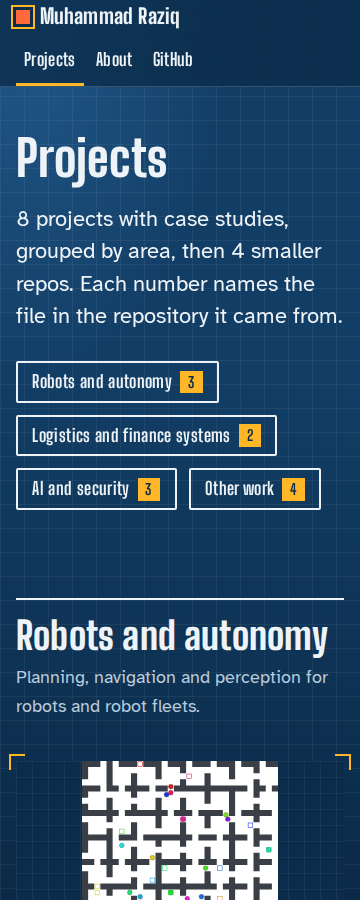 Muhammad Raziq
Projects About GitHub
Projects
8 projects with case studies,
grouped by area, then 4 smaller
repos. Each number names the
file in the repository it came from.
Robots and autonomy 3
Logistics and finance systems 2
AI and security 3
Other work 4
Robots and autonomy
Planning, navigation and perception for
robots and robot fleets.